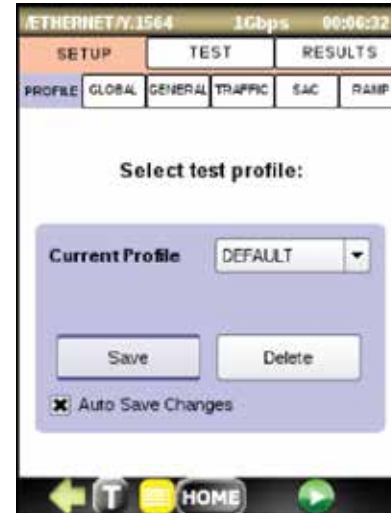 /ETHERNET/Y.1564 1Gbps 00:06:32
SETUP TEST RESULTS
PROFILE GLOBAL GENERAL TRAFFIC SAC RAMP
Select test profile:
Current Profile DEFAULT
Save Delete
Auto Save Changes
T HOME